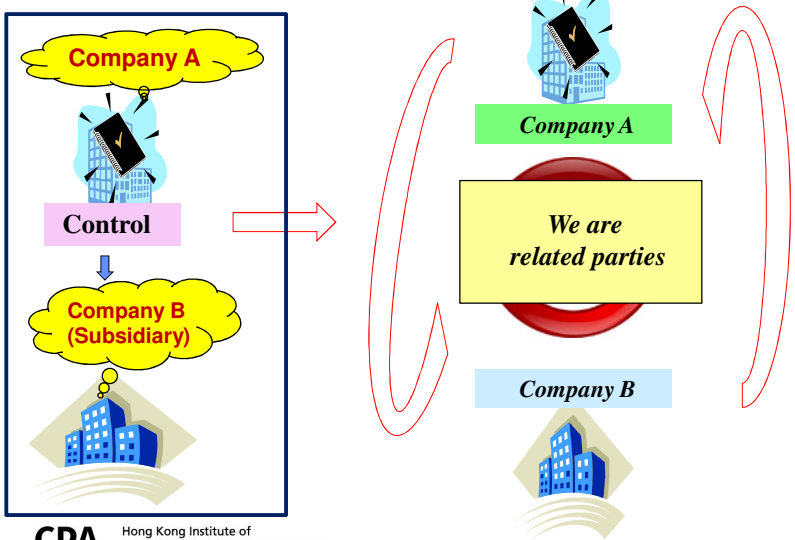 Company A
Control
Company B
(Subsidiary)
Company A
We are
related parties
Company B
CPA
Hong Kong Institute of